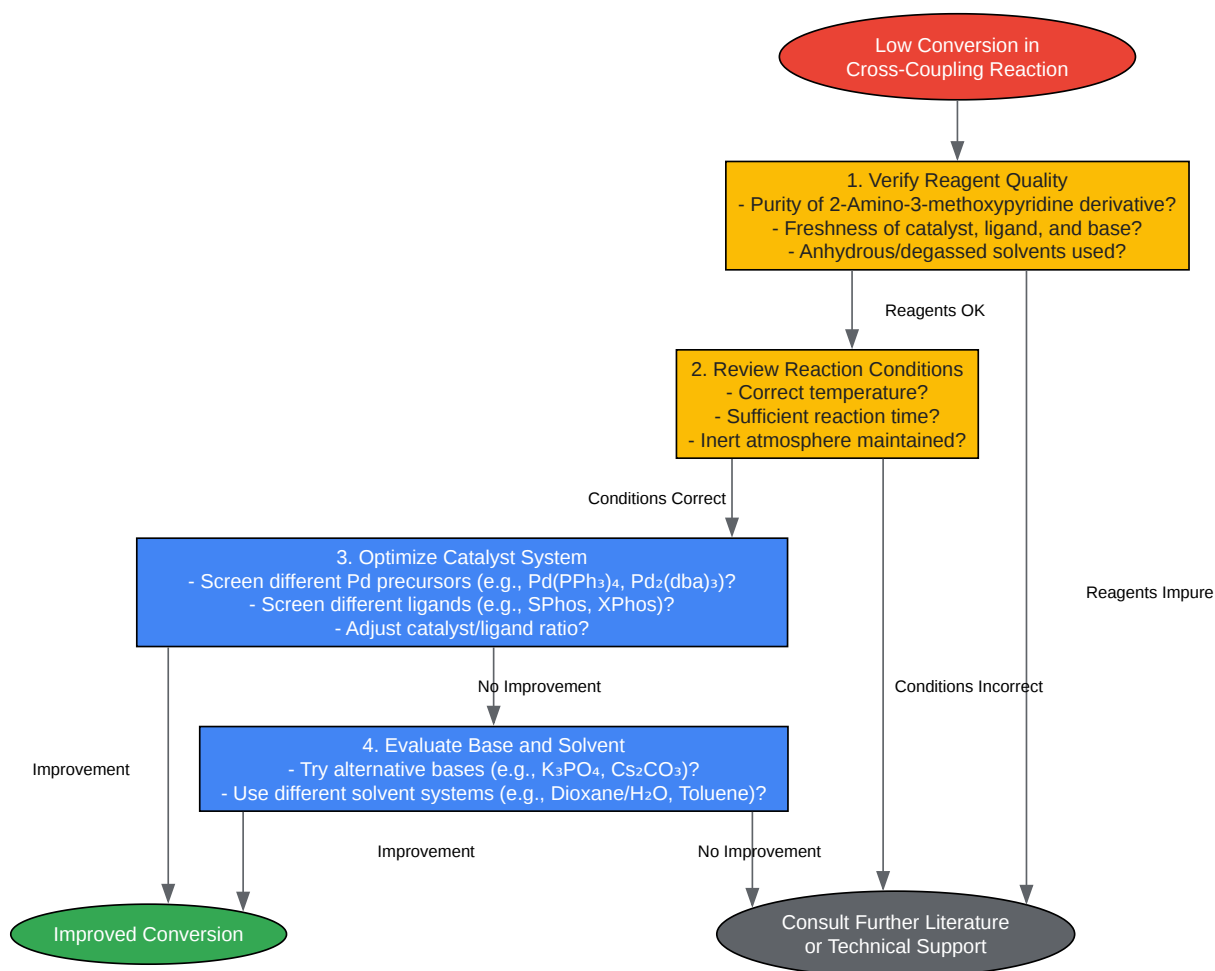 Low Conversion in
Cross-Coupling Reaction
1. Verify Reagent Quality
- Purity of 2-Amino-3-methoxypyridine derivative?
- Freshness of catalyst, ligand, and base?
- Anhydrous/degassed solvents used?
Reagents OK
2. Review Reaction Conditions
- Correct temperature?
- Sufficient reaction time?
- Inert atmosphere maintained?
Conditions Correct
3. Optimize Catalyst System
- Screen different Pd precursors (e.g., Pd(PPh₃)₄, Pd₂(dba)₃)?
- Screen different ligands (e.g., SPhos, XPhos)?
- Adjust catalyst/ligand ratio?
Reagents Impure
No Improvement
Conditions Incorrect
4. Evaluate Base and Solvent
- Try alternative bases (e.g., K₃PO₄, Cs₂CO₃)?
- Use different solvent systems (e.g., Dioxane/H₂O, Toluene)?
Improvement
Improvement
No Improvement
Improved Conversion
Consult Further Literature
or Technical Support